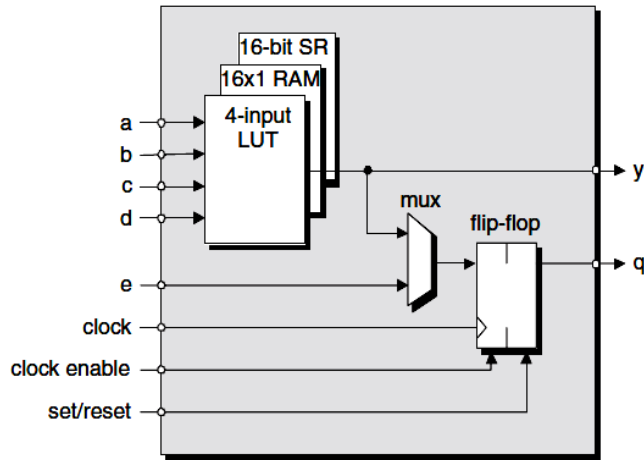 16-bit SR
16x1 RAM
4-input
LUT
a
b
c
d
y
mux
flip-flop
e
q
clock
clock enable
set/reset